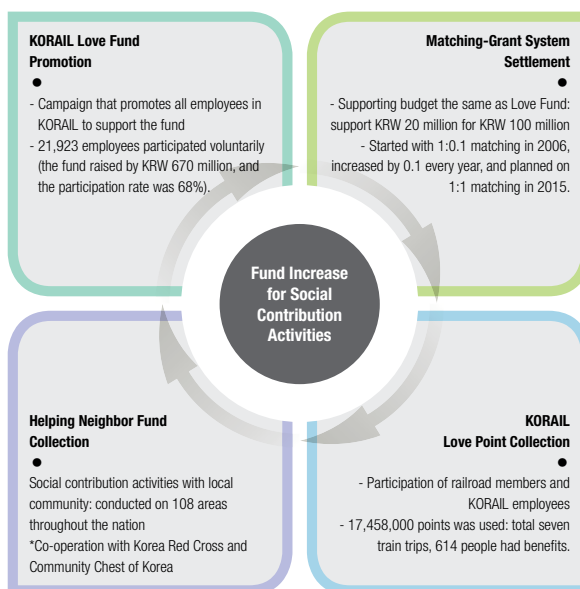 KORAIL Love Fund
Promotion
●
- Campaign that promotes all employees in
KORAIL to support the fund
- 21,923 employees participated voluntarily
(the fund raised by KRW 670 million, and
the participation rate was 68%).
Matching-Grant System
Settlement
●
- Supporting budget the same as Love Fund:
support KRW 20 million for KRW 100 million
- Started with 1:0.1 matching in 2006,
increased by 0.1 every year, and planned on
1:1 matching in 2015.
Fund Increase
for Social
Contribution
Activities
Helping Neighbor Fund
Collection
●
Social contribution activities with local
community: conducted on 108 areas
throughout the nation
*Co-operation with Korea Red Cross and
Community Chest of Korea
KORAIL
Love Point Collection
●
- Participation of railroad members and
KORAIL employees
- 17,458,000 points was used: total seven
train trips, 614 people had benefits.